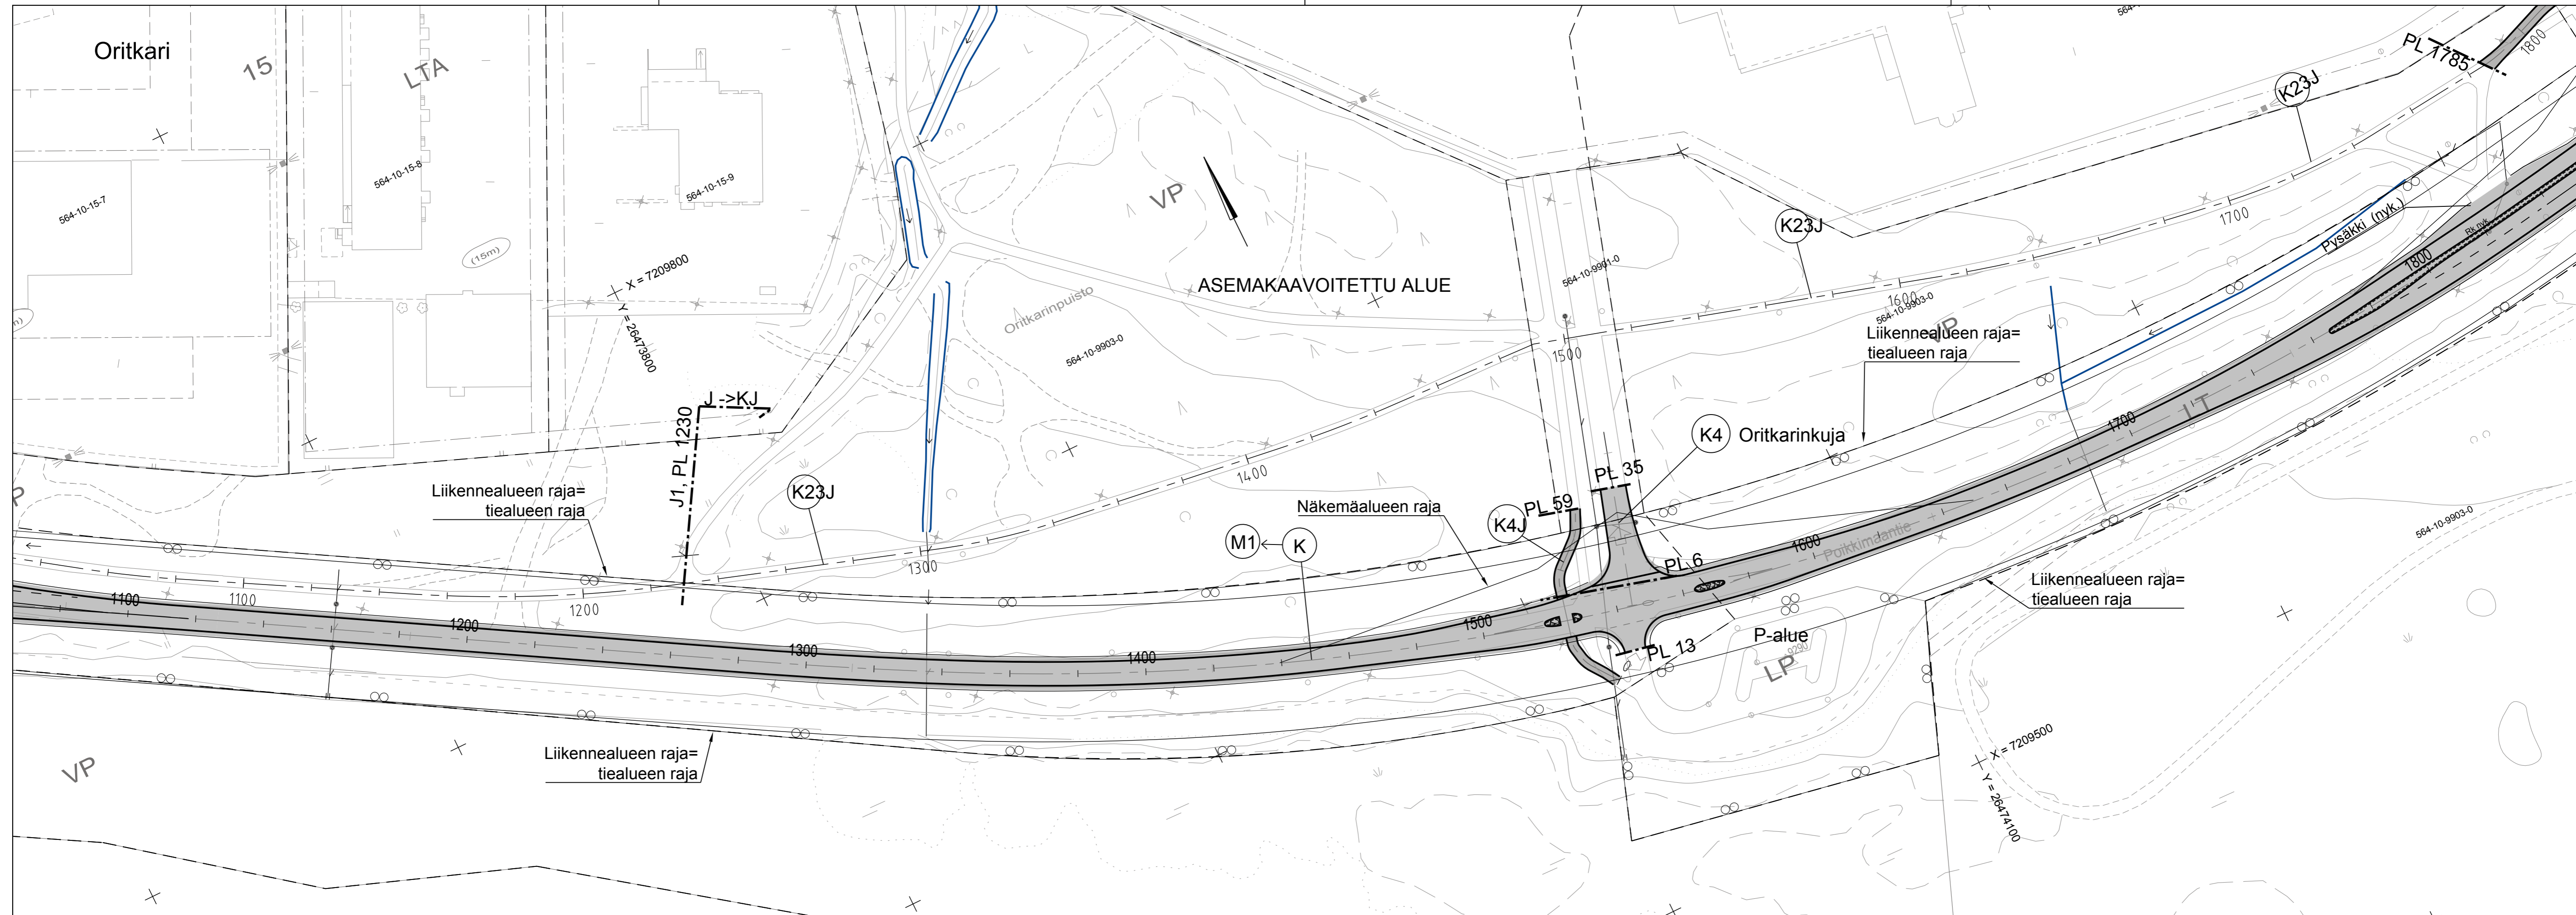 Oritkari
15
LTA
564-10-15-7
564-10-15-8
564-10-15-9
(15m)
X = 7209800
Y = 26473800
VP
ASEMAKAAVOITETTU ALUE
Oritkarinpuisto
564-10-9903-0
564-10-9901-0
K23J
K23J
PL 1785
1800
1700
1600
564-10-9903-0
VP
Liikennealueen raja=
tiealueen raja
Pysäkki (nyk.)
Rk nyk.
1800
1500
1400
J ->KJ
J1, PL 1230
K4
Oritkarinkuja
1700
LT
PL 35
PL 59
K4J
Näkemäalueen raja
M1
K
K23J
Liikennealueen raja=
tiealueen raja
1300
PL 6
1600
Poikkimaantie
564-10-9903-0
Liikennealueen raja=
tiealueen raja
1100
1100
1200
1200
1300
1400
1500
PL 13
P-alue
9290
LP
Liikennealueen raja=
tiealueen raja
VP
X = 7209500
Y = 26474100